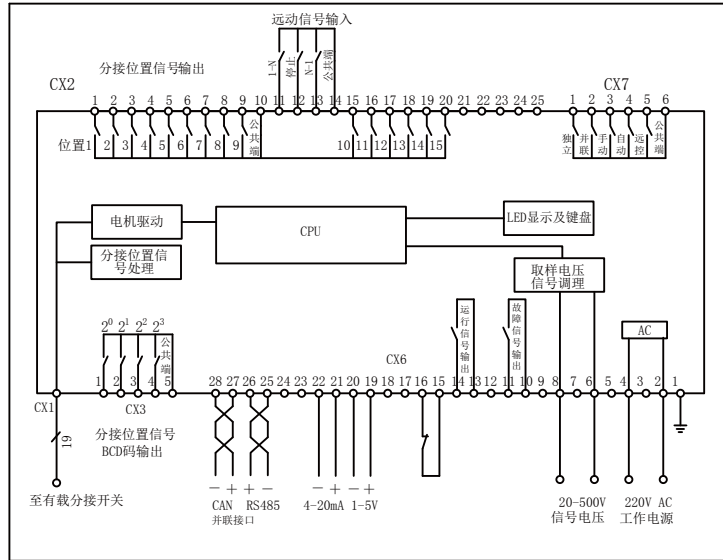 远动信号输入
1-N
停止
N-1
公共端
分接位置信号输出
CX2
CX7
1 2 3 4 5 6 7 8 9 10 11 12 13 14 15 16 17 18 19 20 21 22 23 24 25
1 2 3 4 5 6
位置1 2 3 4 5 6 7 8 9 公共端 10 11 12 13 14 15
独立 并联 手动 自动 远控 公共端
电机驱动
CPU
LED显示及键盘
分接位置信
号处理
取样电压
信号调理
2⁰ 2¹ 2² 2³ 公共端
运行信号输出
故障信号输出
AC
CX6
1 2 3 4 5
28 27 26 25 24 23 22 21 20 19 18 17 16 15 14 13 12 11 10 9 8 7 6 5 4 3 2 1
CX1
CX3
19
分接位置信号
BCD码输出
至有载分接开关
− + − + − + − +
CAN RS485 4-20mA 1-5V
并联接口
20-500V
信号电压
220V AC
工作电源